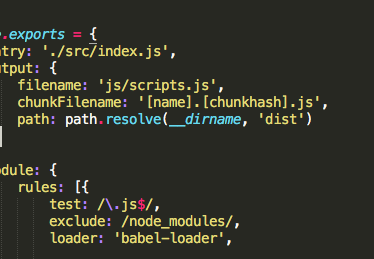 .exports = {
try: './src/index.js',
tput: {
filename: 'js/scripts.js',
chunkFilename: '[name].[chunkhash].js',
path: path.resolve(__dirname, 'dist')
dule: {
rules: [{
test: /\.js$/,
exclude: /node_modules/,
loader: 'babel-loader',